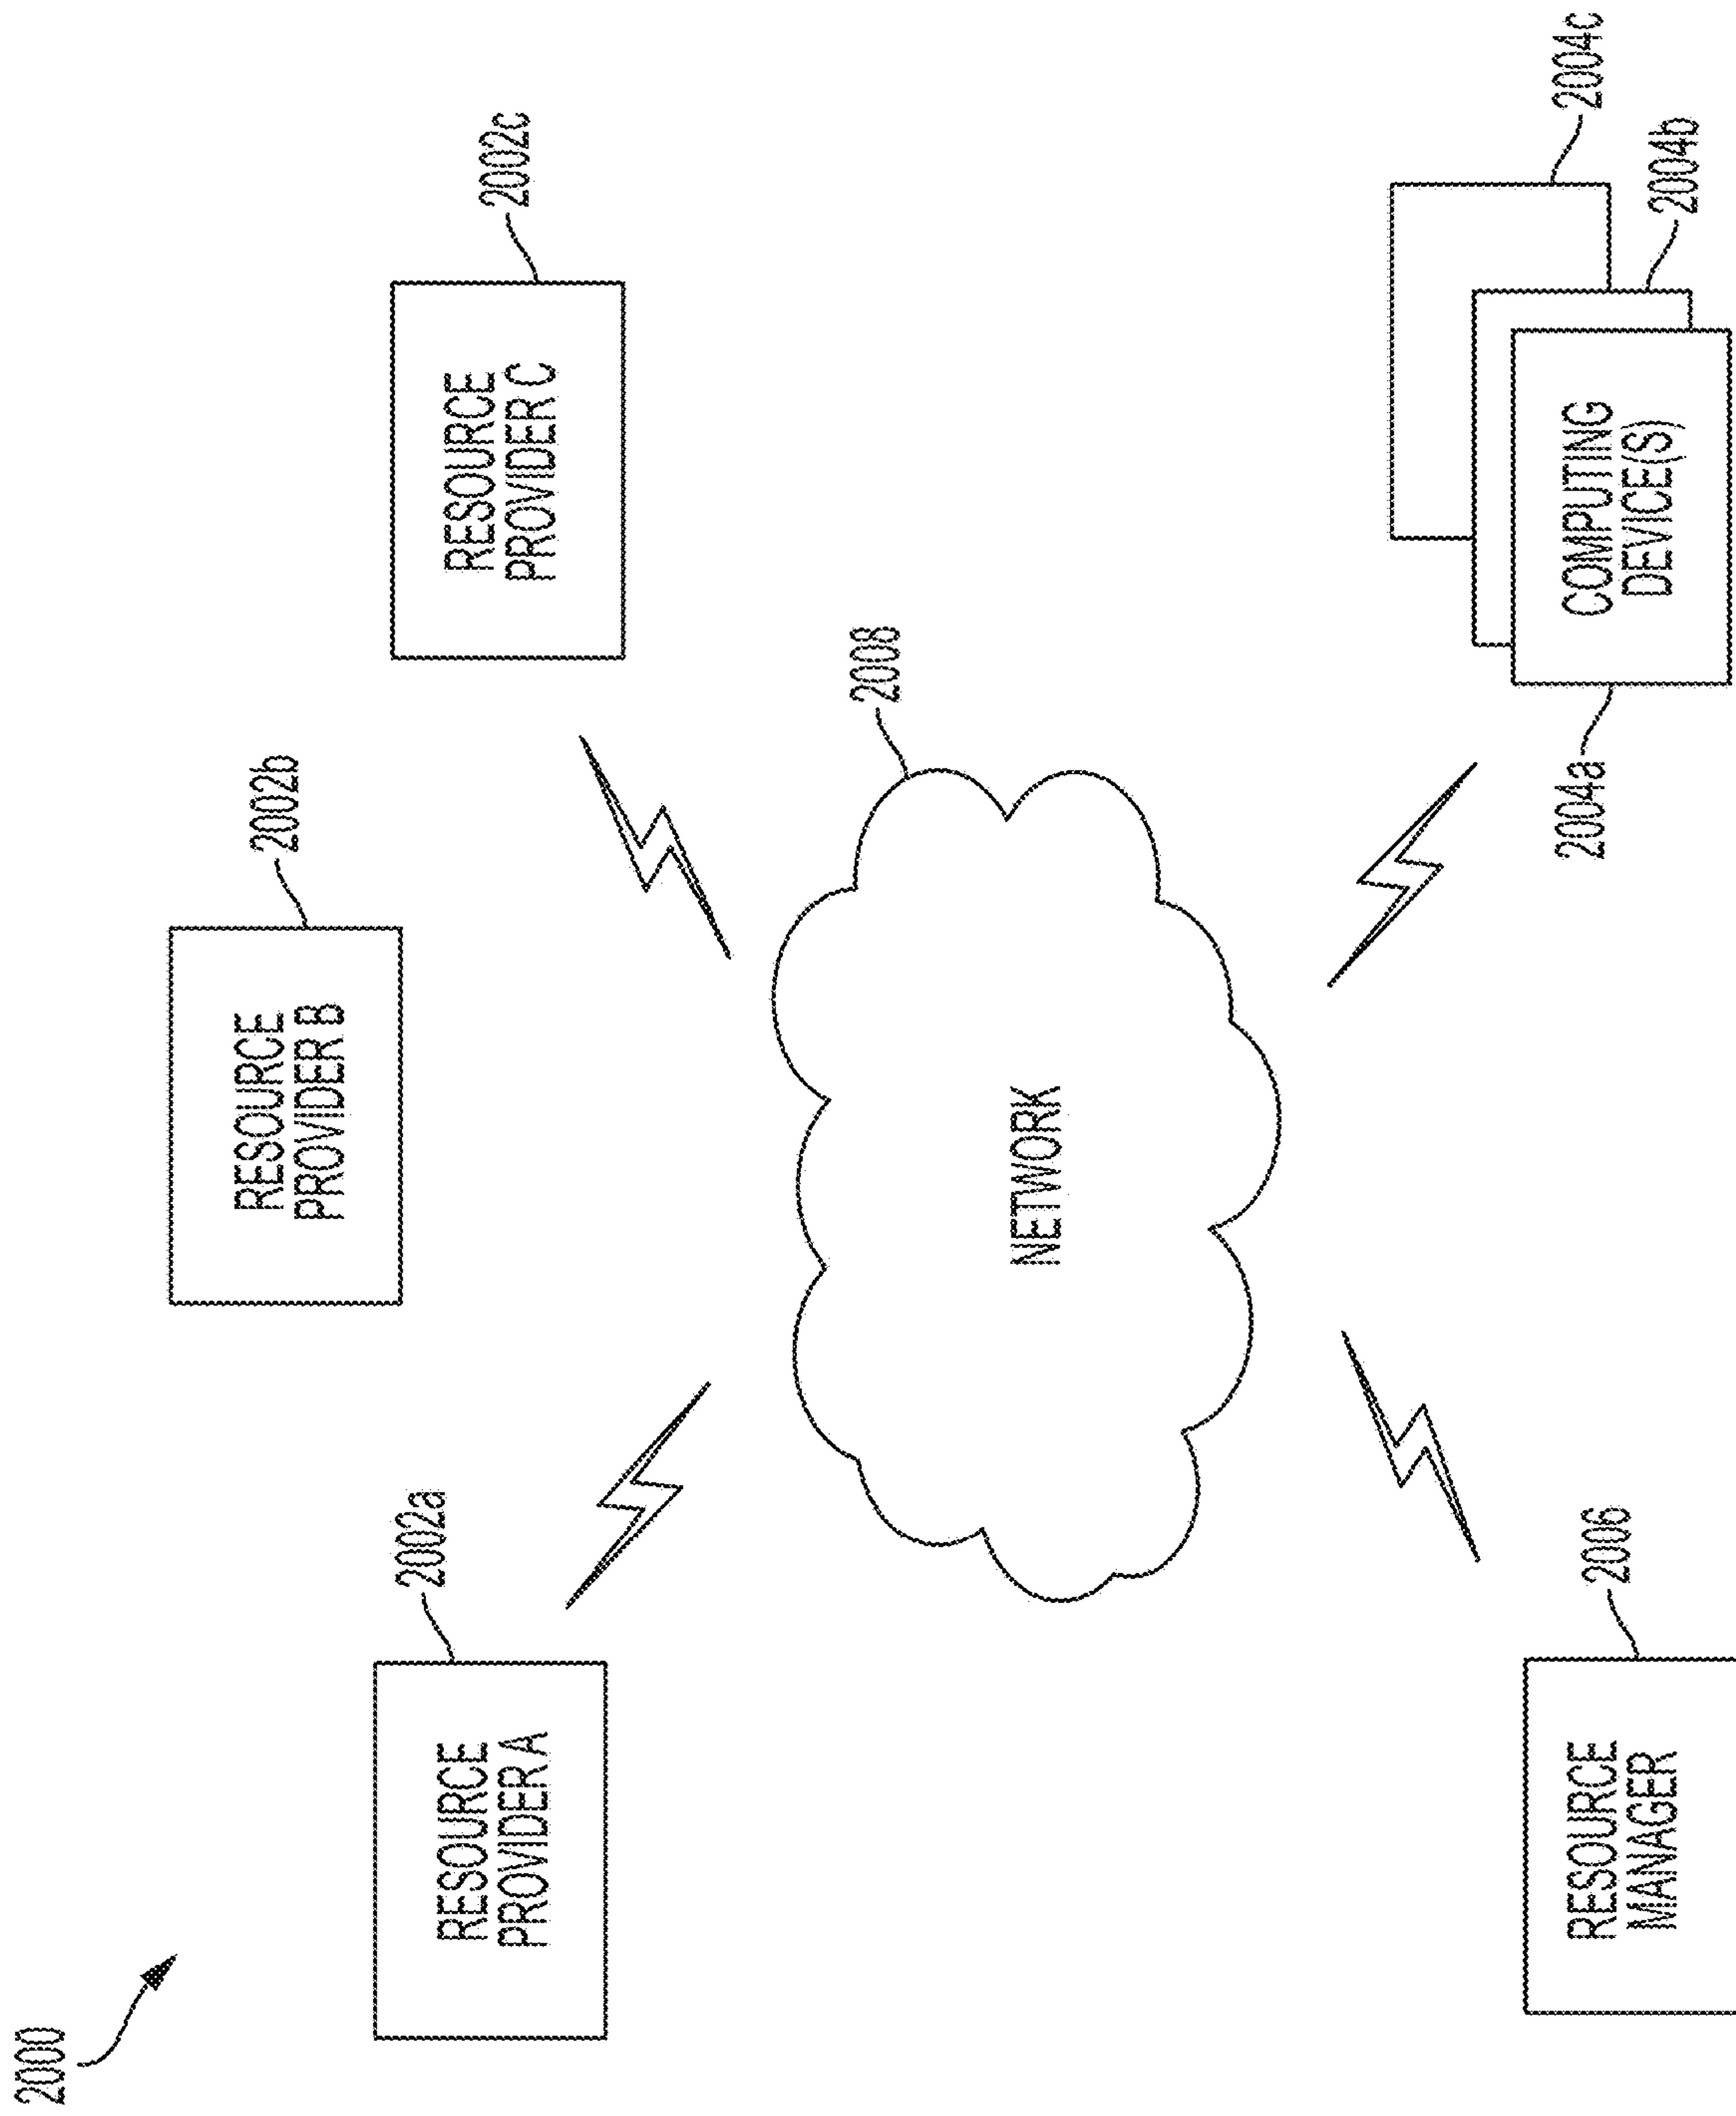 2000
2002b
RESOURCE
PROVIDER B
2002a
RESOURCE
PROVIDER A
2002c
RESOURCE
PROVIDER C
2008
NETWORK
2006
RESOURCE
MANAGER
2004a
COMPUTING
DEVICE(S)
2004b
2004c